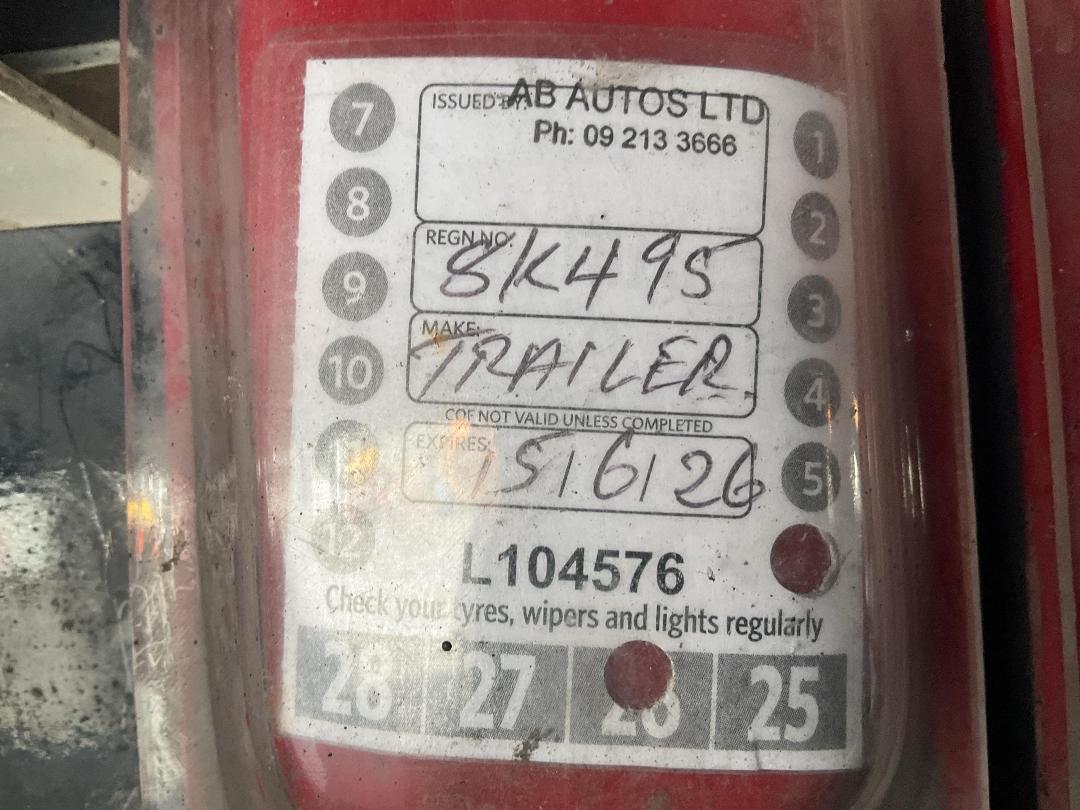 ISSUED BY: AB AUTOS LTD
Ph: 09 213 3666
REGN NO:
8K495
MAKE:
TRAILER
COF NOT VALID UNLESS COMPLETED
EXPIRES:
15/6/26
L104576
Check your tyres, wipers and lights regularly
7
8
9
10
12
1
2
3
4
5
28 27 26 25